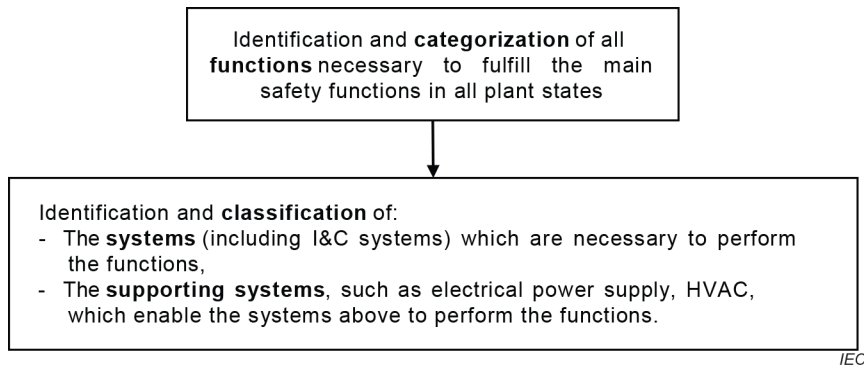 Identification and categorization of all
functions necessary to fulfill the main
safety functions in all plant states
Identification and classification of:
- The systems (including I&C systems) which are necessary to perform
the functions,
- The supporting systems, such as electrical power supply, HVAC,
which enable the systems above to perform the functions.
IEC